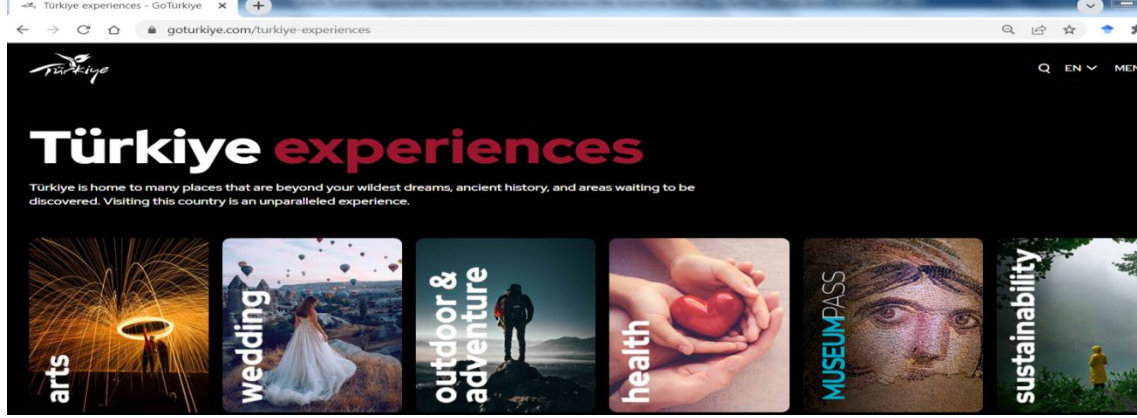 Türkiye experiences - GoTürkiye
goturkiye.com/turkiye-experiences
Türkiye
EN
MEN
Türkiye experiences
Türkiye is home to many places that are beyond your wildest dreams, ancient history, and areas waiting to be
discovered. Visiting this country is an unparalleled experience.
arts
wedding
outdoor &
adventure
health
MUSEUMPASS
sustainability